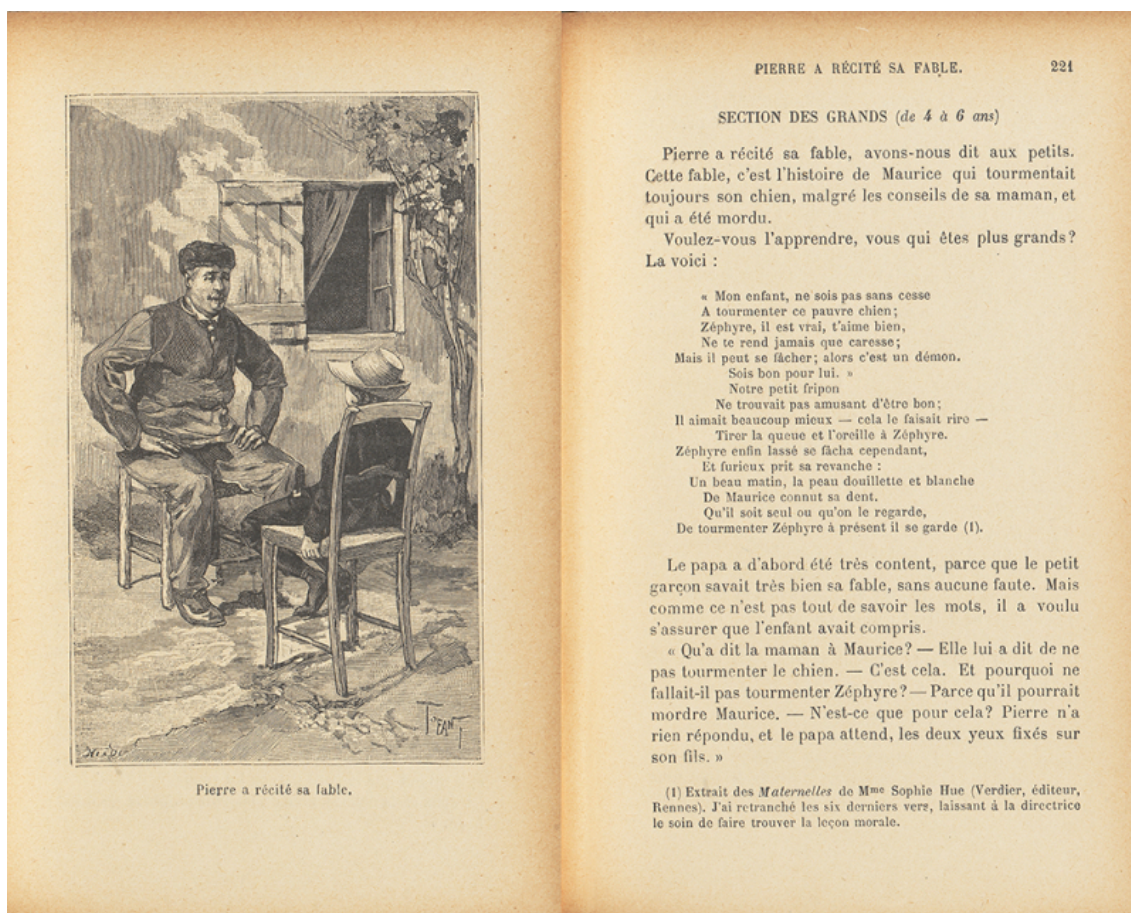 T. FANT
Pierre a récité sa fable.
PIERRE A RÉCITÉ SA FABLE. 221
SECTION DES GRANDS (de 4 à 6 ans)
Pierre a récité sa fable, avons-nous dit aux petits.
Cette fable, c'est l'histoire de Maurice qui tourmentait
toujours son chien, malgré les conseils de sa maman, et
qui a été mordu.
Voulez-vous l'apprendre, vous qui êtes plus grands?
La voici :
« Mon enfant, ne sois pas sans cesse
A tourmenter ce pauvre chien;
Zéphyre, il est vrai, t'aime bien,
Ne te rend jamais que caresse;
Mais il peut se fâcher; alors c'est un démon.
Sois bon pour lui. »
Notre petit fripon
Ne trouvait pas amusant d'être bon;
Il aimait beaucoup mieux — cela le faisait rire —
Tirer la queue et l'oreille à Zéphyre.
Zéphyre enfin lassé se fâcha cependant,
Et furieux prit sa revanche :
Un beau matin, la peau douillette et blanche
De Maurice connut sa dent.
Qu'il soit seul ou qu'on le regarde,
De tourmenter Zéphyre à présent il se garde (1).
Le papa a d'abord été très content, parce que le petit
garçon savait très bien sa fable, sans aucune faute. Mais
comme ce n'est pas tout de savoir les mots, il a voulu
s'assurer que l'enfant avait compris.
« Qu'a dit la maman à Maurice? — Elle lui a dit de ne
pas tourmenter le chien. — C'est cela. Et pourquoi ne
fallait-il pas tourmenter Zéphyre? — Parce qu'il pourrait
mordre Maurice. — N'est-ce que pour cela? Pierre n'a
rien répondu, et le papa attend, les deux yeux fixés sur
son fils. »
(1) Extrait des Maternelles de Mme Sophie Hue (Verdier, éditeur,
Rennes). J'ai retranché les six derniers vers, laissant à la directrice
le soin de faire trouver la leçon morale.